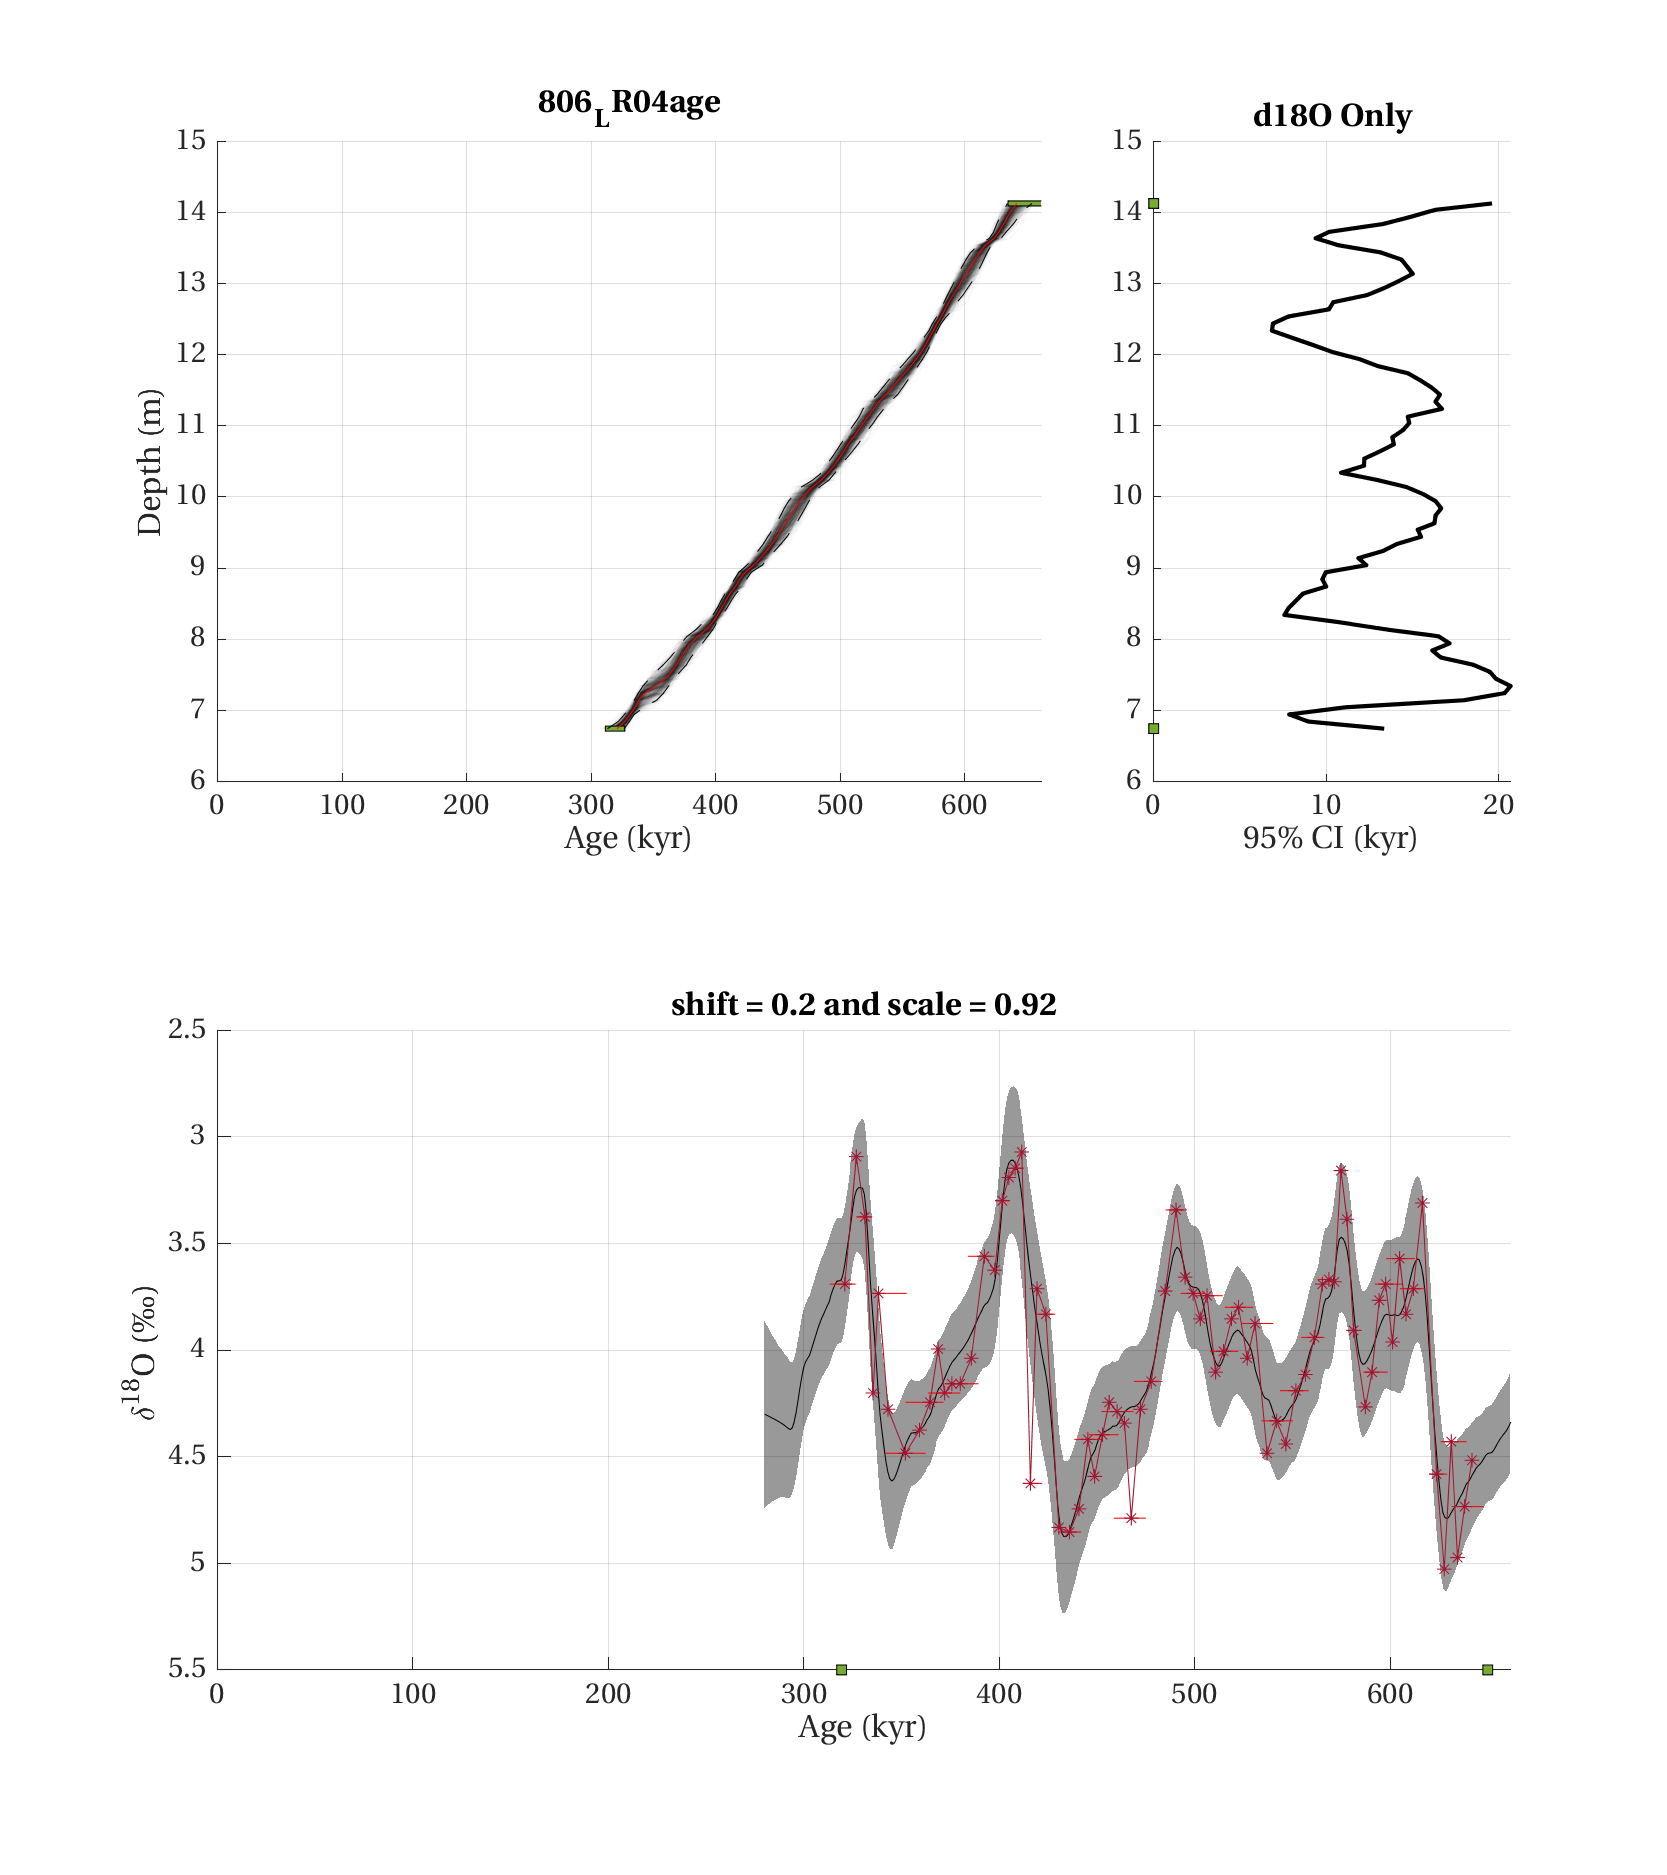 806_LR04age
15
14
13
12
11
10
9
8
7
6
Depth (m)
0 100 200 300 400 500 600
Age (kyr)
d18O Only
15
14
13
12
11
10
9
8
7
6
0 10 20
95% CI (kyr)
shift = 0.2 and scale = 0.92
2.5
3
3.5
4
4.5
5
5.5
δ¹⁸O (‰)
0 100 200 300 400 500 600
Age (kyr)